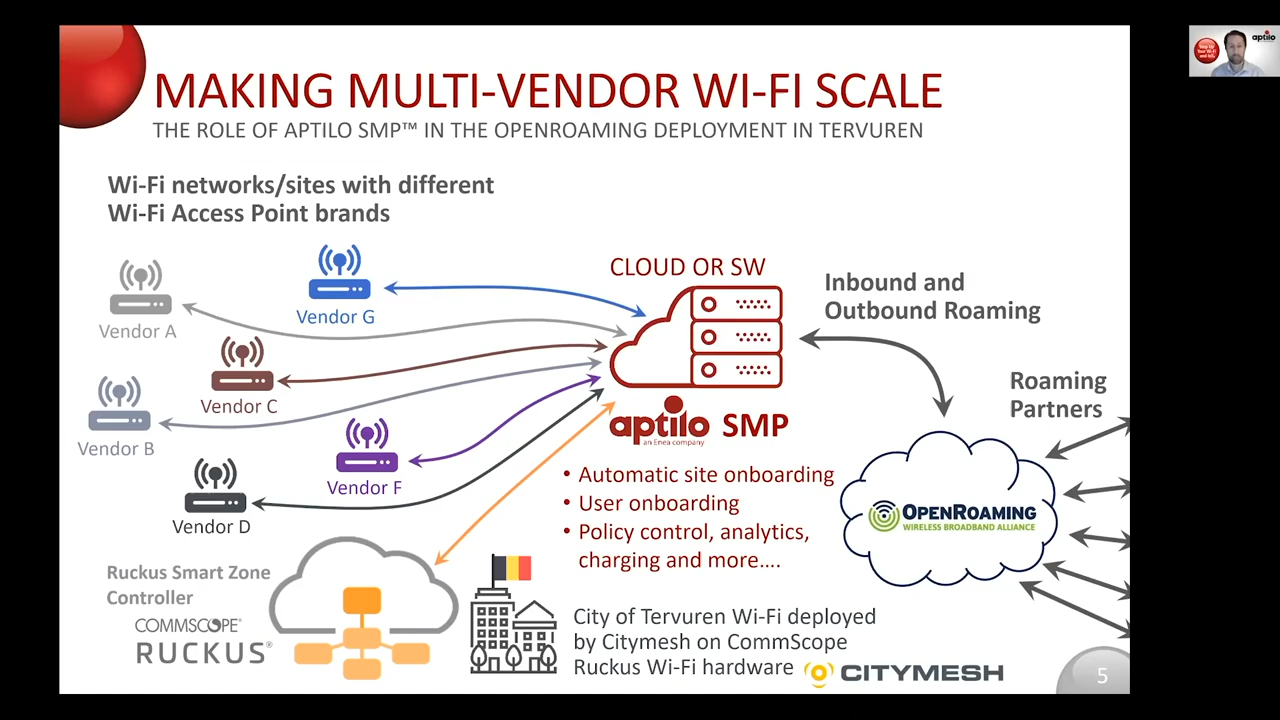 MAKING MULTI-VENDOR WI-FI SCALE
THE ROLE OF APTILO SMP™ IN THE OPENROAMING DEPLOYMENT IN TERVUREN
Wi-Fi networks/sites with different
Wi-Fi Access Point brands
Vendor A
Vendor G
Vendor C
Vendor B
Vendor F
Vendor D
CLOUD OR SW
aptilo SMP
an Enea company
• Automatic site onboarding
• User onboarding
• Policy control, analytics,
charging and more....
Inbound and
Outbound Roaming
Roaming
Partners
OPENROAMING
WIRELESS BROADBAND ALLIANCE
Ruckus Smart Zone
Controller
COMMSCOPE®
RUCKUS®
City of Tervuren Wi-Fi deployed
by Citymesh on CommScope
Ruckus Wi-Fi hardware
CITYMESH
5
aptilo